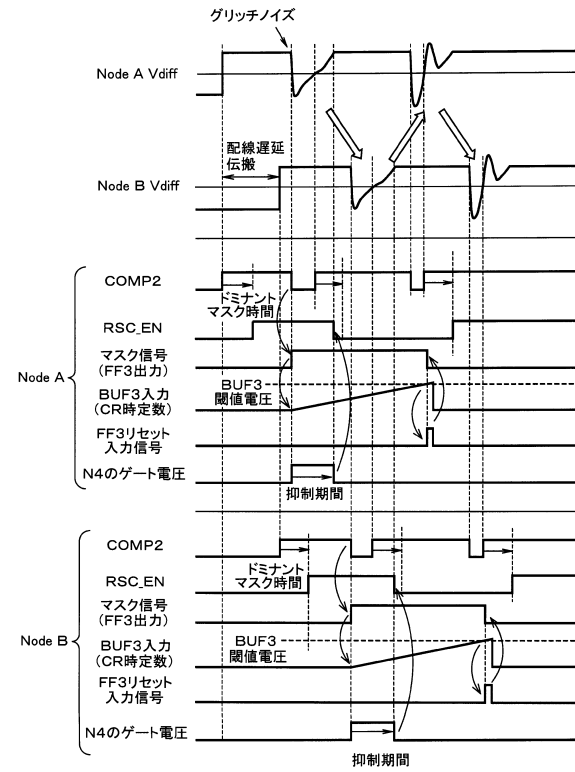 グリッチノイズ
Node A Vdiff
配線遅延
伝搬
Node B Vdiff
COMP2
ドミナント
マスク時間
RSC_EN
マスク信号
(FF3出力)
Node A
BUF3
閾値電圧
BUF3入力
(CR時定数)
FF3リセット
入力信号
N4のゲート電圧
抑制期間
COMP2
ドミナント
マスク時間
RSC_EN
マスク信号
(FF3出力)
Node B
BUF3
閾値電圧
BUF3入力
(CR時定数)
FF3リセット
入力信号
N4のゲート電圧
抑制期間